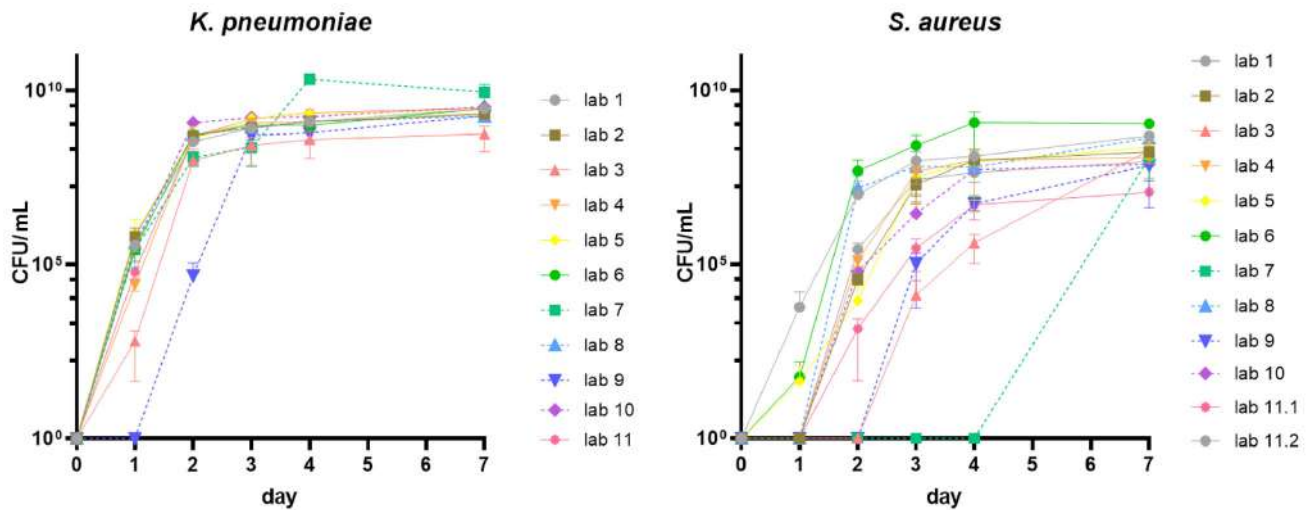 K. pneumoniae
CFU/mL
10¹⁰
10⁵
10⁰
0 1 2 3 4 5 6 7
day
lab 1
lab 2
lab 3
lab 4
lab 5
lab 6
lab 7
lab 8
lab 9
lab 10
lab 11
S. aureus
CFU/mL
10¹⁰
10⁵
10⁰
0 1 2 3 4 5 6 7
day
lab 1
lab 2
lab 3
lab 4
lab 5
lab 6
lab 7
lab 8
lab 9
lab 10
lab 11.1
lab 11.2